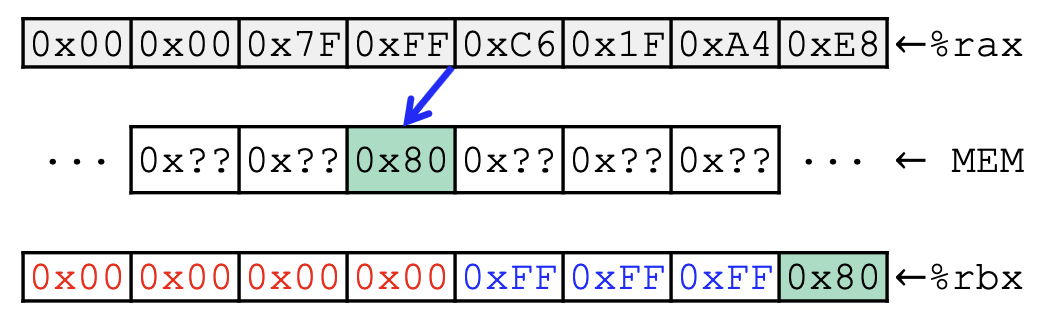 0x00 0x00 0x7F 0xFF 0xC6 0x1F 0xA4 0xE8 ←%rax
... 0x?? 0x?? 0x80 0x?? 0x?? 0x?? ... ← MEM
0x00 0x00 0x00 0x00 0xFF 0xFF 0xFF 0x80 ←%rbx